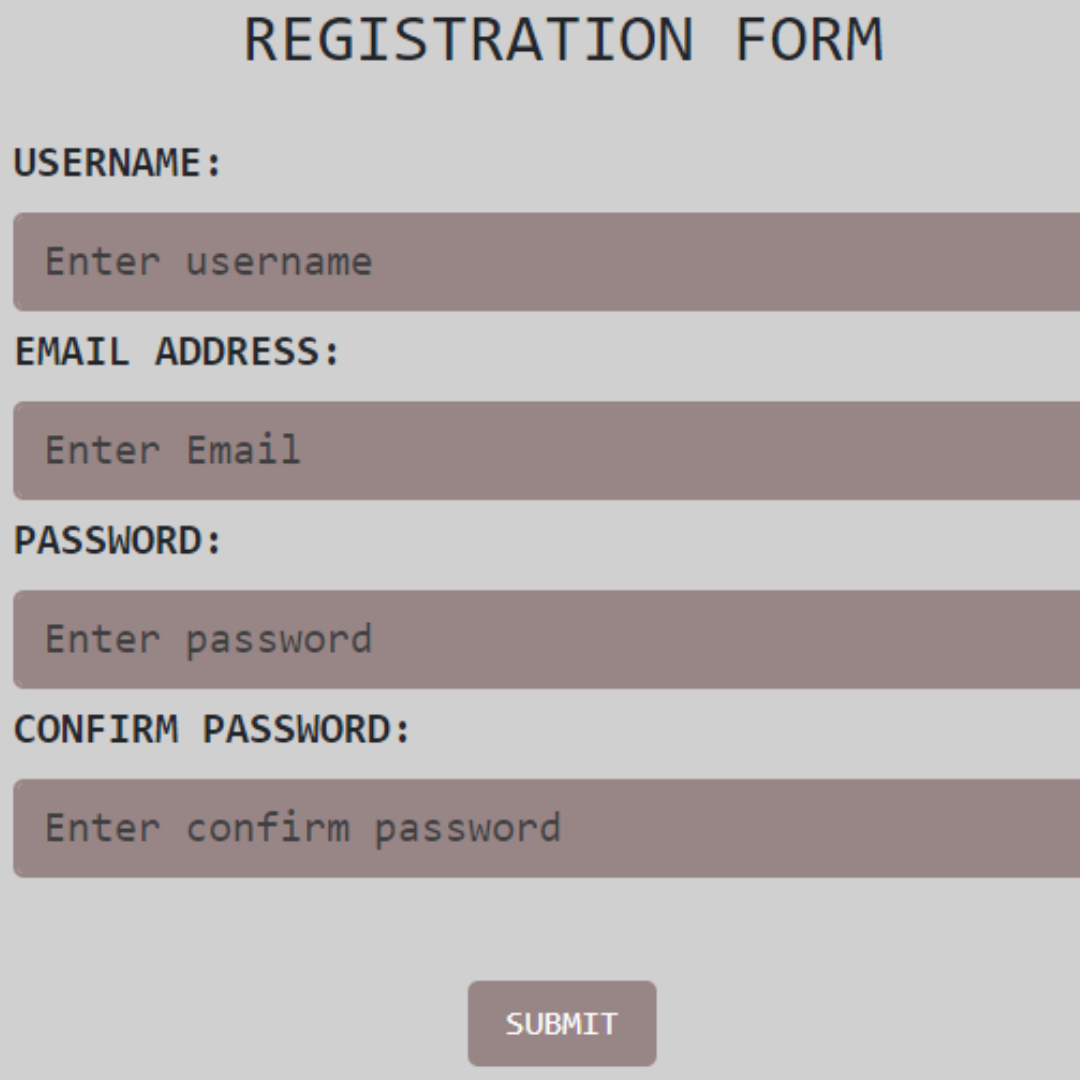 REGISTRATION FORM
USERNAME:
Enter username
EMAIL ADDRESS:
Enter Email
PASSWORD:
Enter password
CONFIRM PASSWORD:
Enter confirm password
SUBMIT